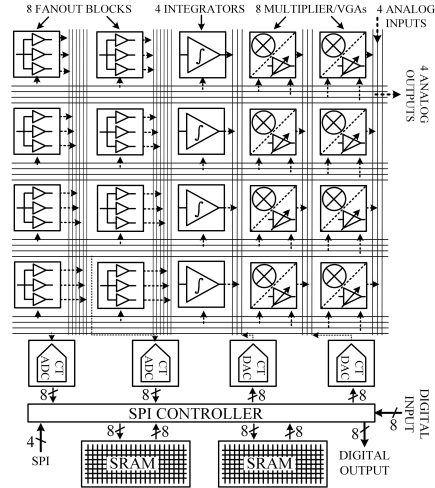 8 FANOUT BLOCKS
4 INTEGRATORS
8 MULTIPLIER/VGAs
4 ANALOG
INPUTS
4 ANALOG
OUTPUTS
∫
∫
∫
∫
CT
ADC
CT
ADC
CT
DAC
CT
DAC
8
8
8
8
SPI CONTROLLER
DIGITAL
INPUT
8
4
SPI
8
8
8
8
8
DIGITAL
OUTPUT
SRAM
SRAM